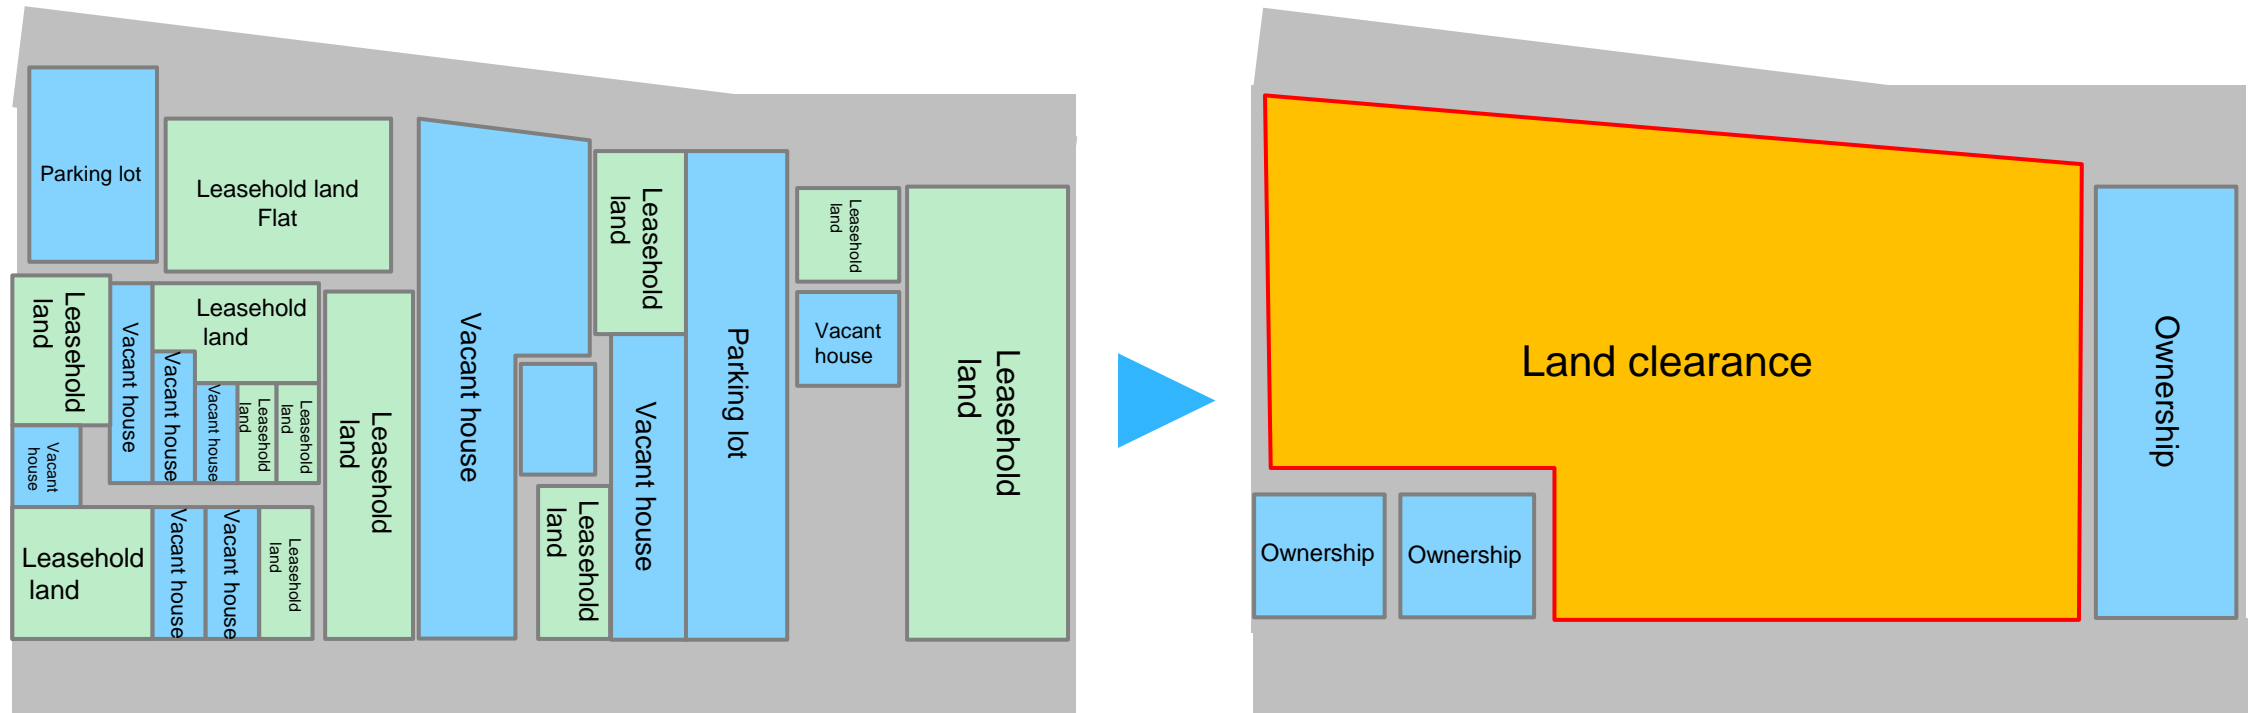 Parking lot
Leasehold land
Flat
Leasehold
land
Vacant house
Leasehold
land
Vacant house
Vacant house
Leasehold
land
Leasehold
land
Vacant
house
Leasehold
land
Vacant house
Vacant house
Leasehold
land
Leasehold
land
Vacant house
Leasehold
land
Leasehold
land
Vacant house
Parking lot
Leasehold
land
Vacant
house
Leasehold
land
Land clearance
Ownership
Ownership
Ownership